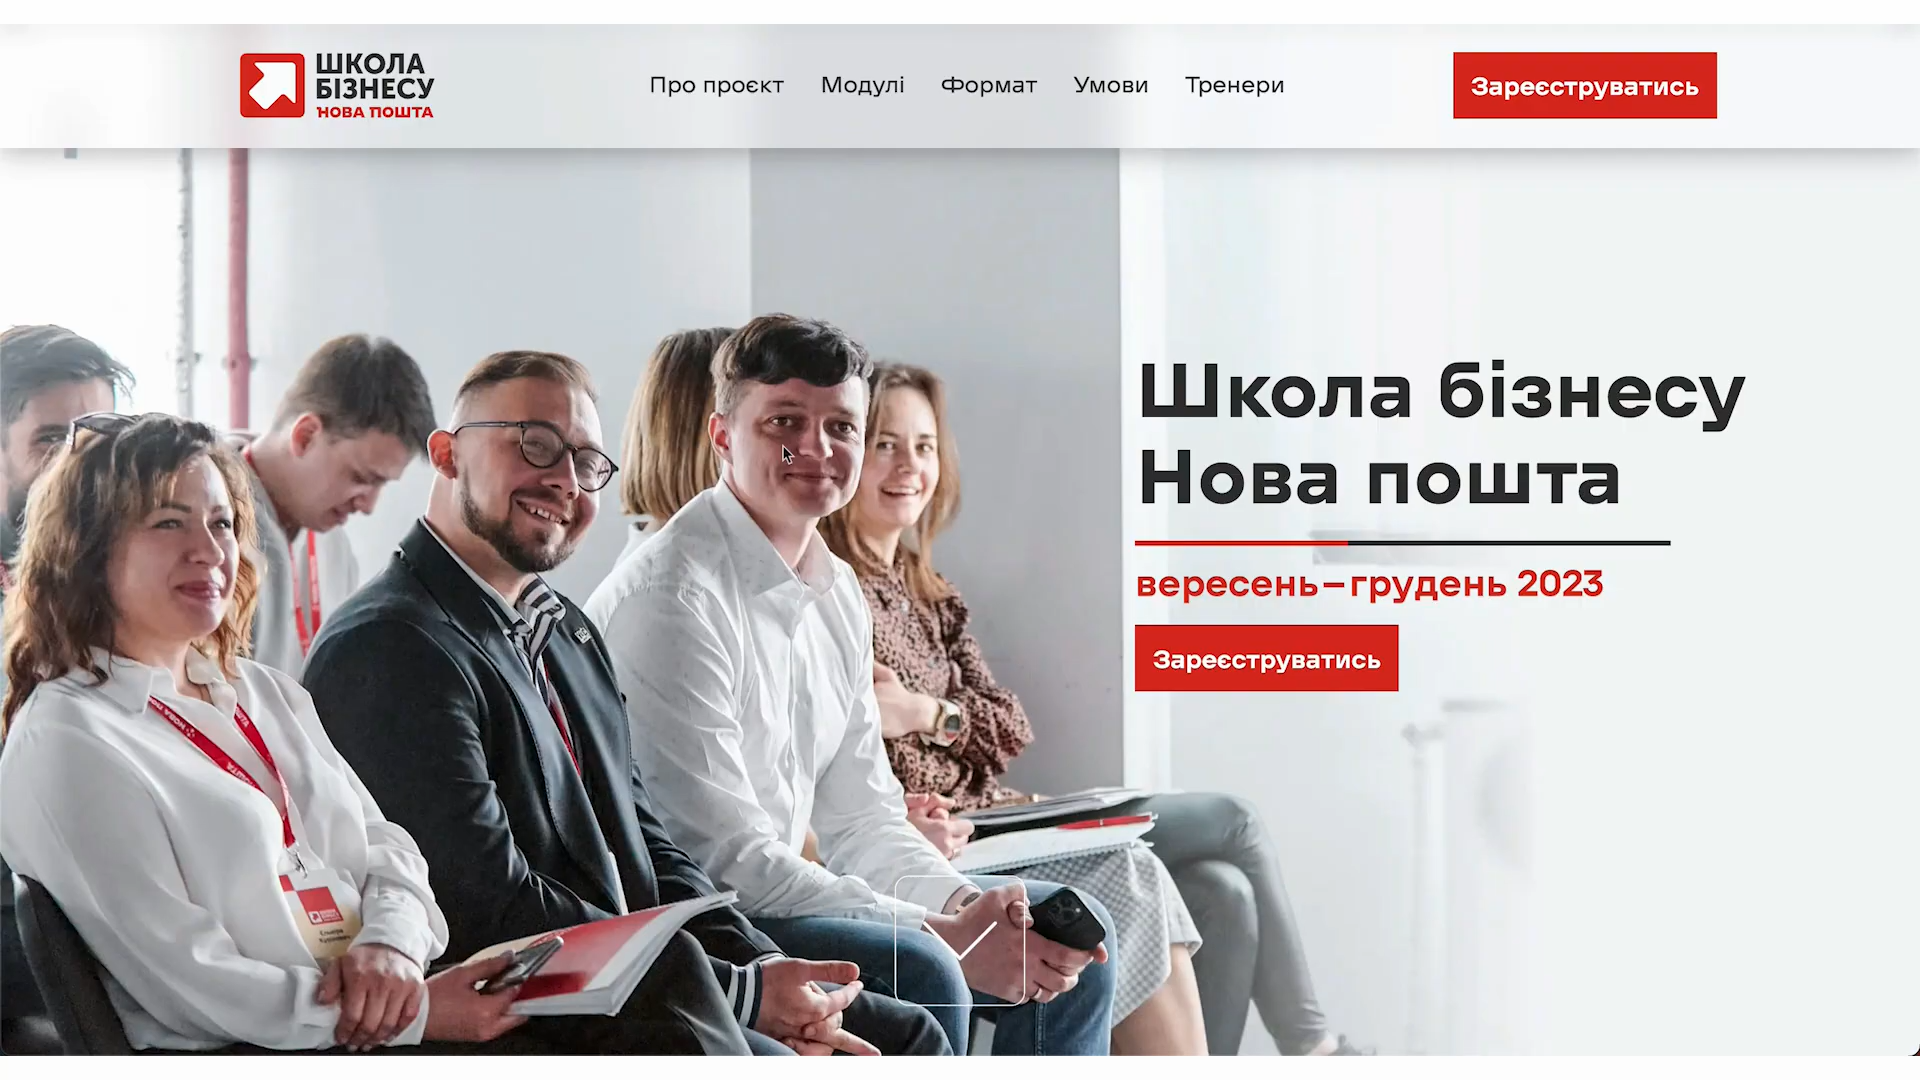 ШКОЛА
БІЗНЕСУ
НОВА ПОШТА
Про проєкт
Модулі
Формат
Умови
Тренери
Зареєструватись
Школа бізнесу
Нова пошта
вересень – грудень 2023
Зареєструватись